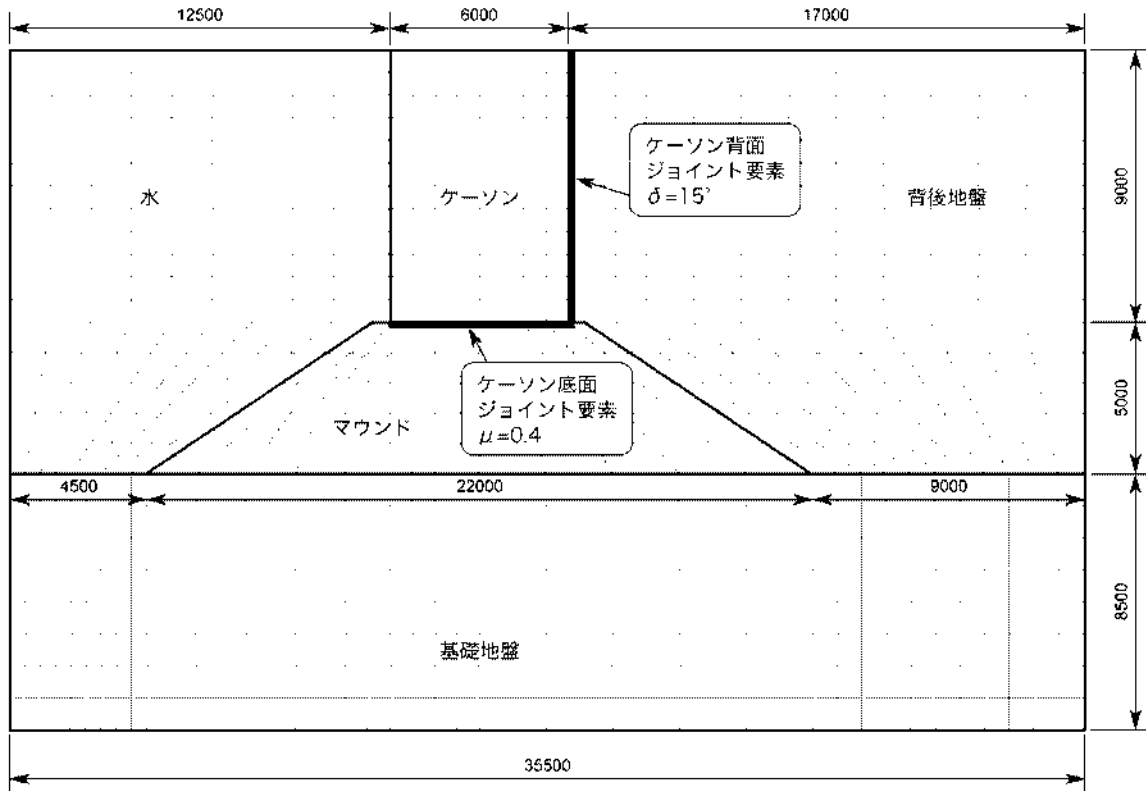 12500
6000
17000
ケーソン背面
ジョイント要素
δ=15°
水
ケーソン
背後地盤
9000
ケーソン底面
ジョイント要素
μ=0.4
マウンド
5000
4500
22000
9000
基礎地盤
8500
35500